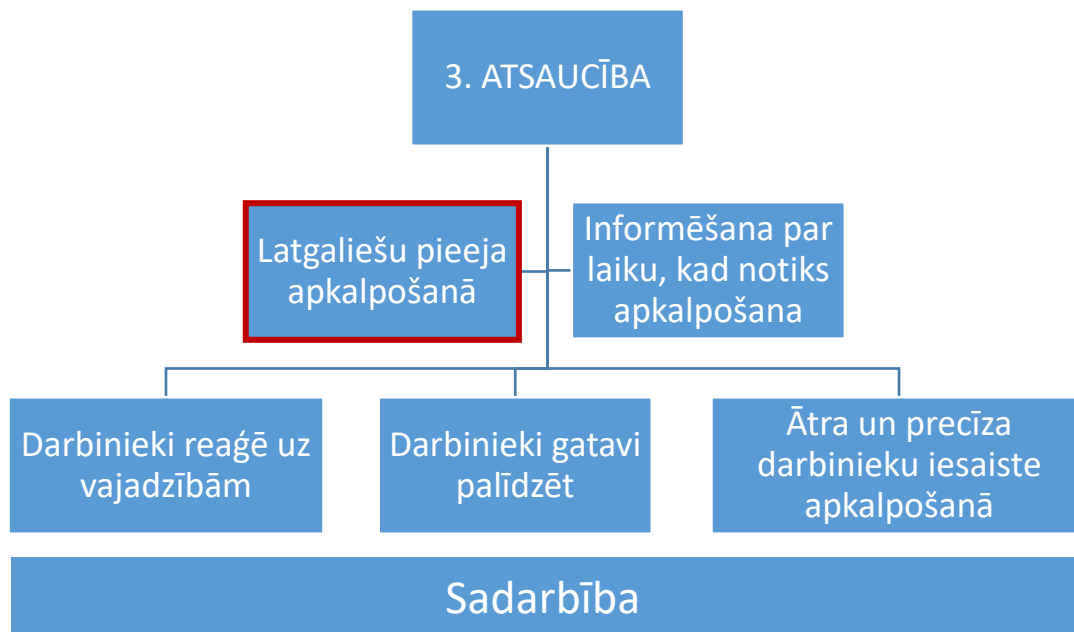 3. ATSAUCĪBA
Latgaliešu pieeja
apkalpošanā
Informēšana par
laiku, kad notiks
apkalpošana
Darbinieki reaģē uz
vajadzībām
Darbinieki gatavi
palīdzēt
Ātra un precīza
darbinieku iesaiste
apkalpošanā
Sadarbība